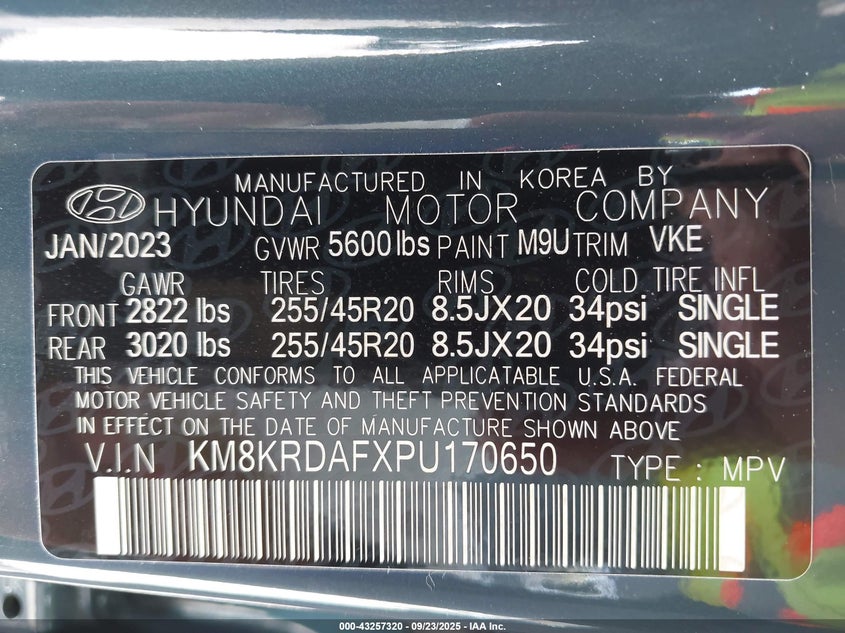 MANUFACTURED IN KOREA BY
HYUNDAI MOTOR COMPANY
JAN/2023 GVWR 5600 lbs PAINT M9U TRIM VKE
GAWR TIRES RIMS COLD TIRE INFL
FRONT 2822 lbs 255/45R20 8.5JX20 34psi SINGLE
REAR 3020 lbs 255/45R20 8.5JX20 34psi SINGLE
THIS VEHICLE CONFORMS TO ALL APPLICATABLE U.S.A. FEDERAL
MOTOR VEHICLE SAFETY AND THEFT PREVENTION STANDARDS
IN EFFECT ON THE DATE OF MANUFACTURE SHOWN ABOVE
V.I.N KM8KRDAFXPU170650 TYPE : MPV
000-43257320 - 09/23/2025 - IAA Inc.